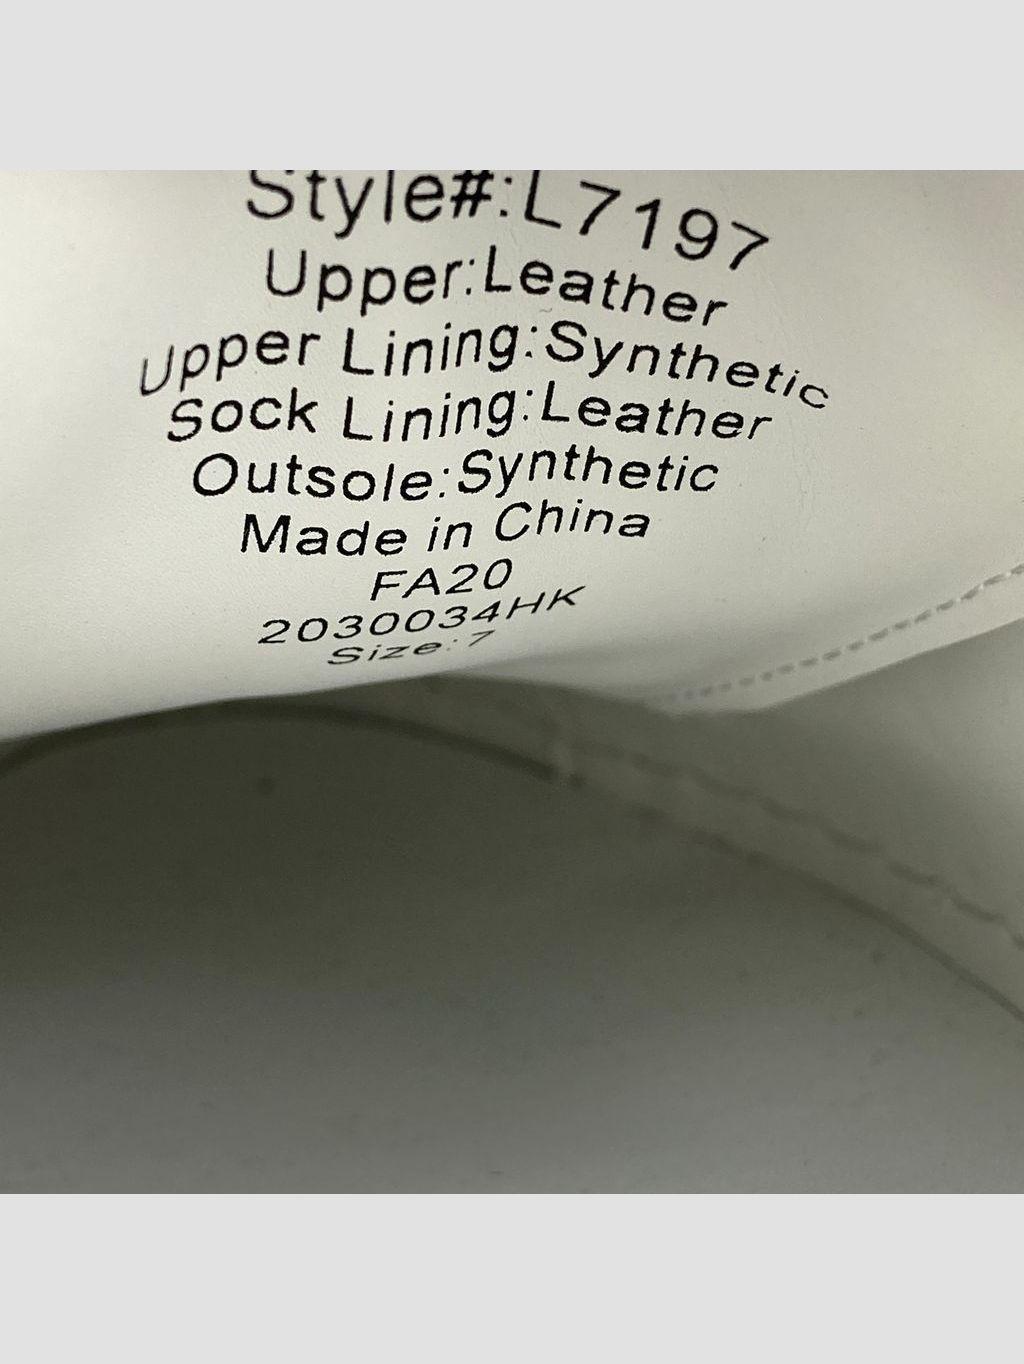 Style#:L7197
Upper:Leather
Upper Lining:Synthetic
Sock Lining:Leather
Outsole:Synthetic
Made in China
FA20
2030034HK
Size:7